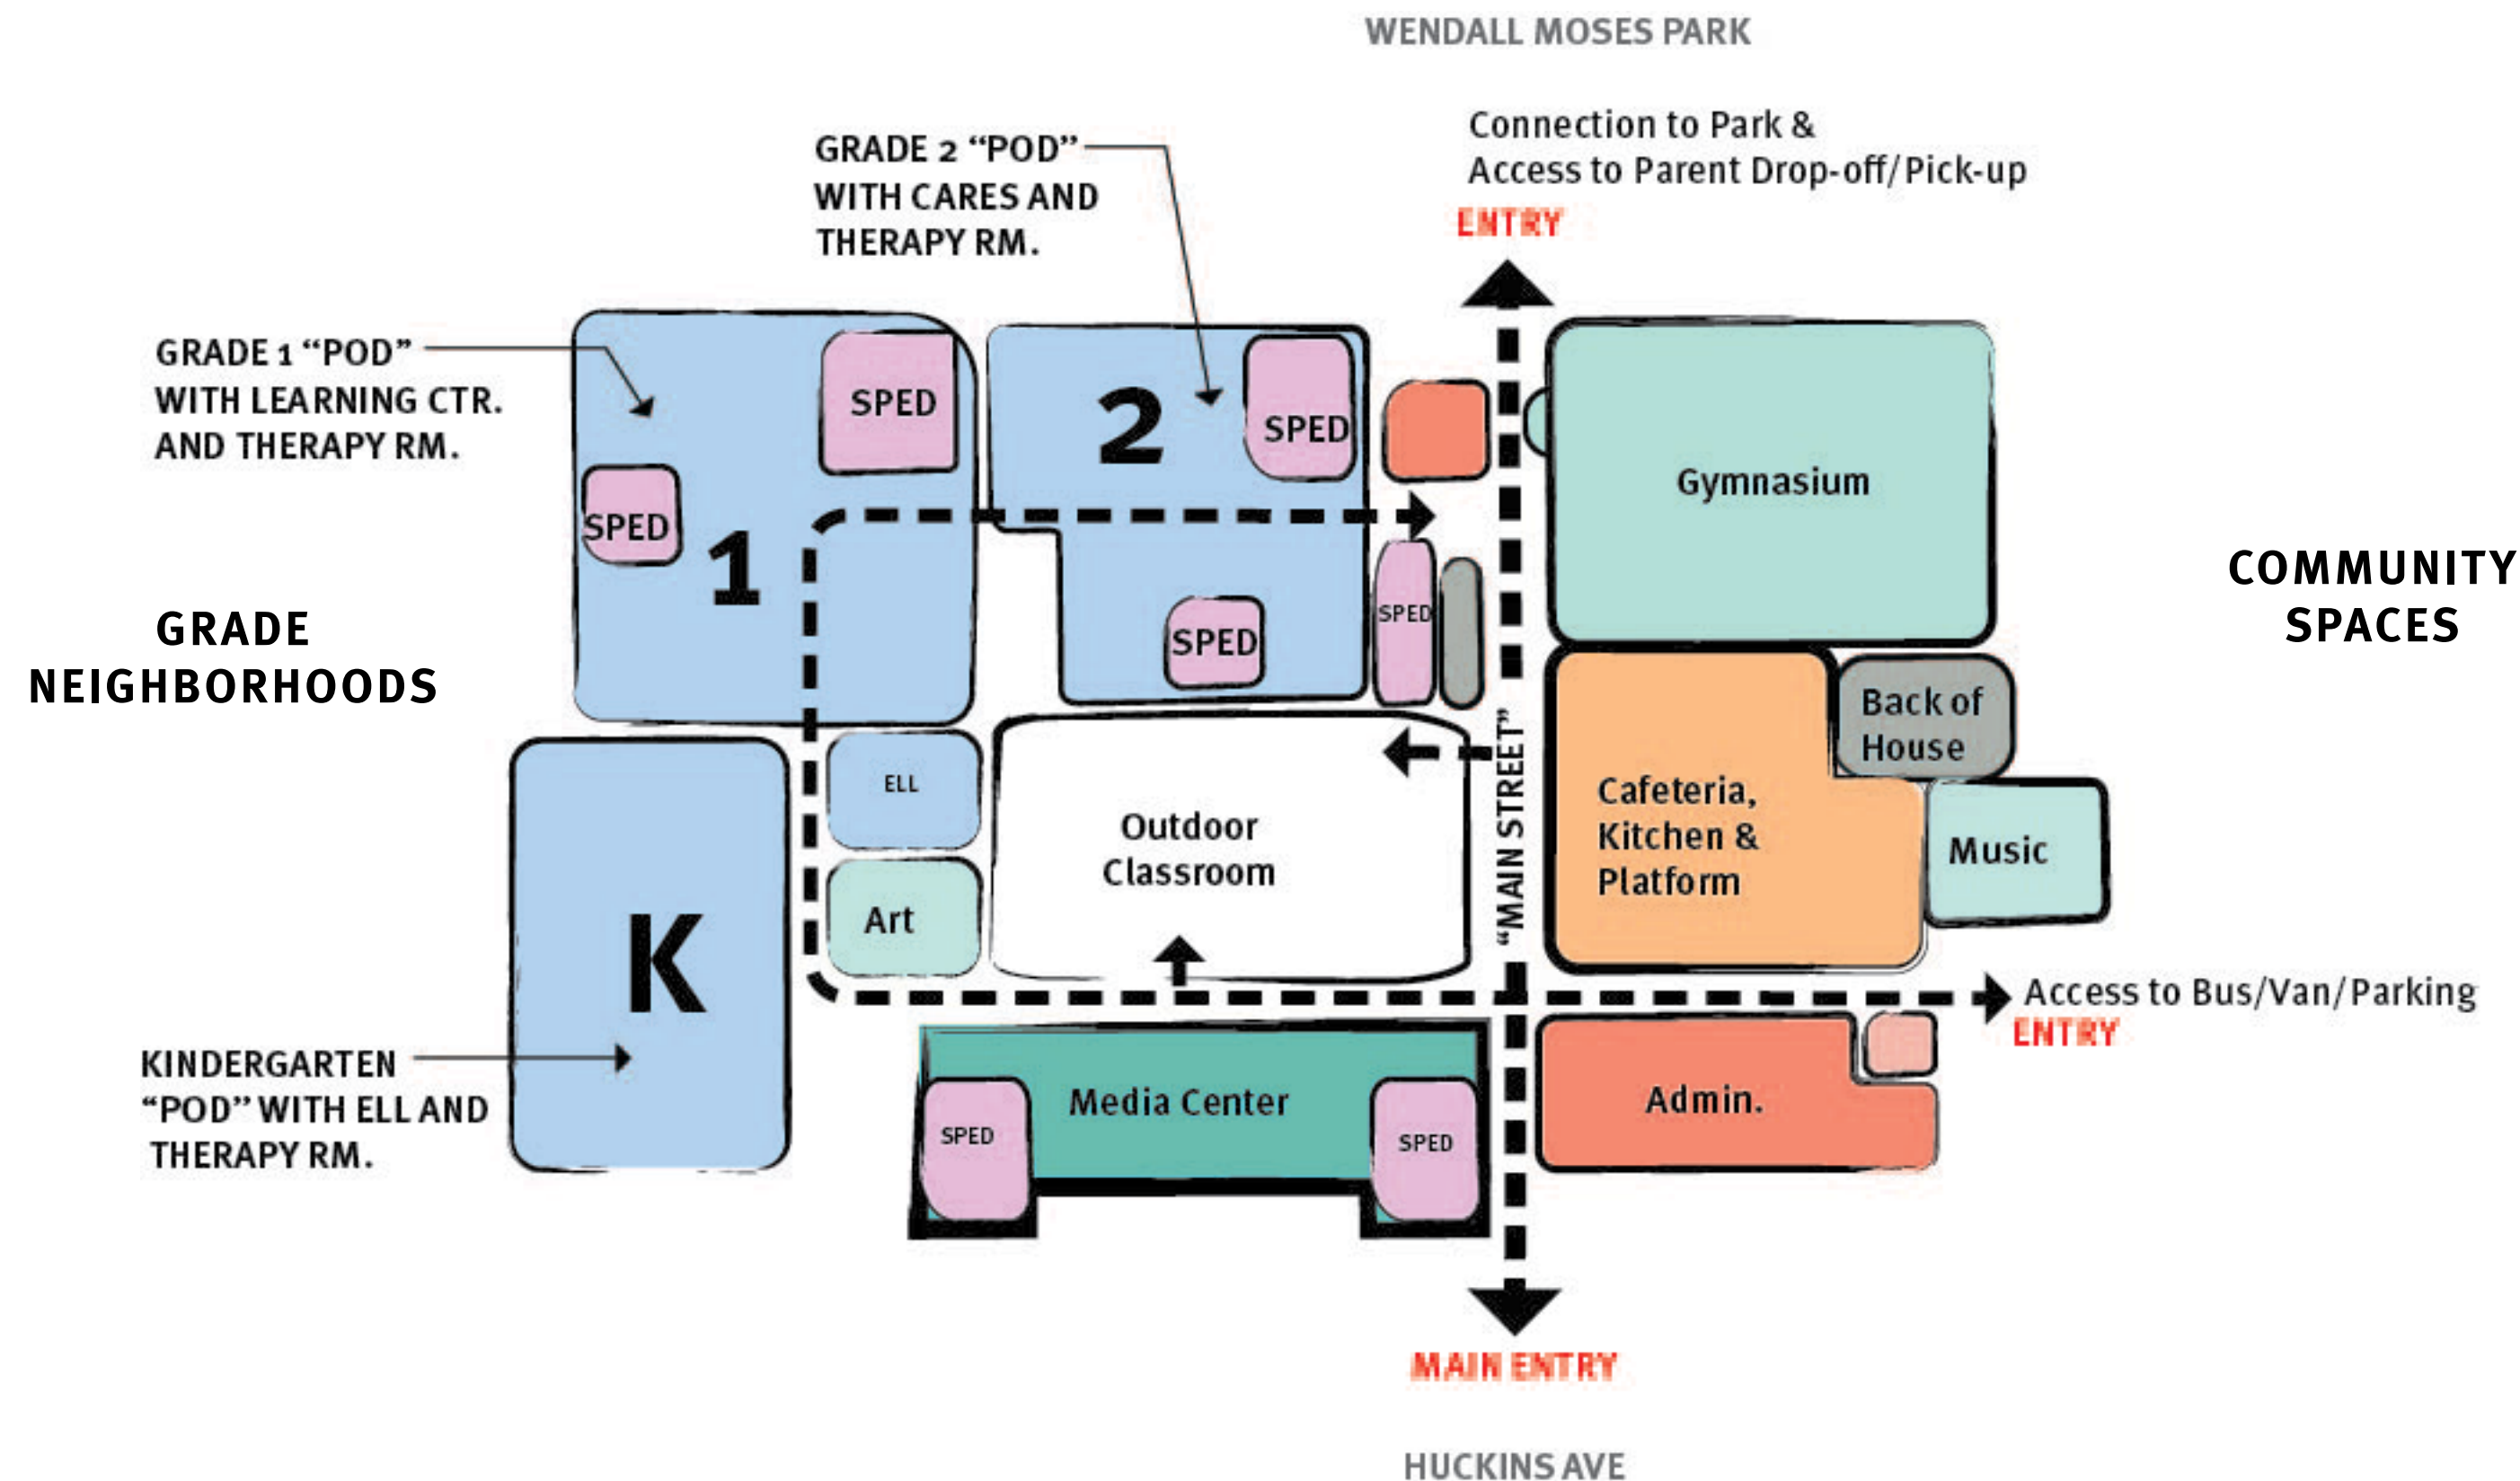 WENDALL MOSES PARK
Connection to Park &
Access to Parent Drop-off/Pick-up
ENTRY
GRADE 2 “POD”
WITH CARES AND
THERAPY RM.
GRADE 1 “POD”
WITH LEARNING CTR.
AND THERAPY RM.
SPED
2
SPED
Gymnasium
SPED
1
SPED
SPED
GRADE
NEIGHBORHOODS
COMMUNITY
SPACES
Back of
House
ELL
Outdoor
Classroom
“MAIN STREET”
Cafeteria,
Kitchen &
Platform
Music
Art
K
Access to Bus/Van/Parking
ENTRY
KINDERGARTEN
“POD” WITH ELL AND
THERAPY RM.
Media Center
SPED
SPED
Admin.
MAIN ENTRY
HUCKINS AVE